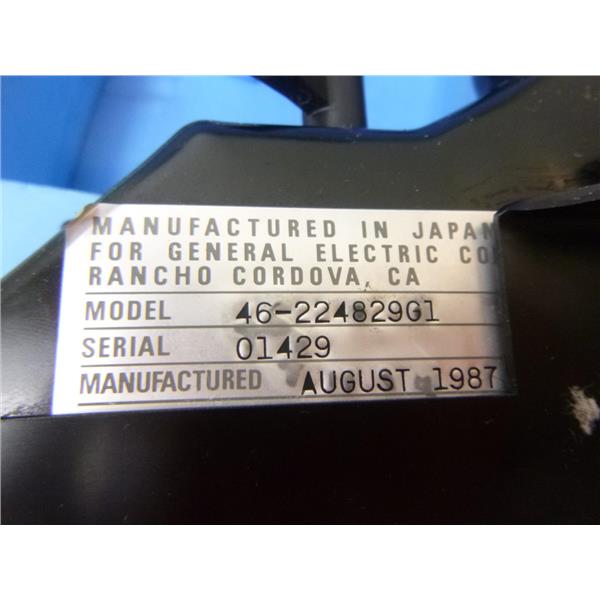 MANUFACTURED IN JAPAN
FOR GENERAL ELECTRIC CO
RANCHO CORDOVA, CA
MODEL 46-224829G1
SERIAL 01429
MANUFACTURED AUGUST 1987